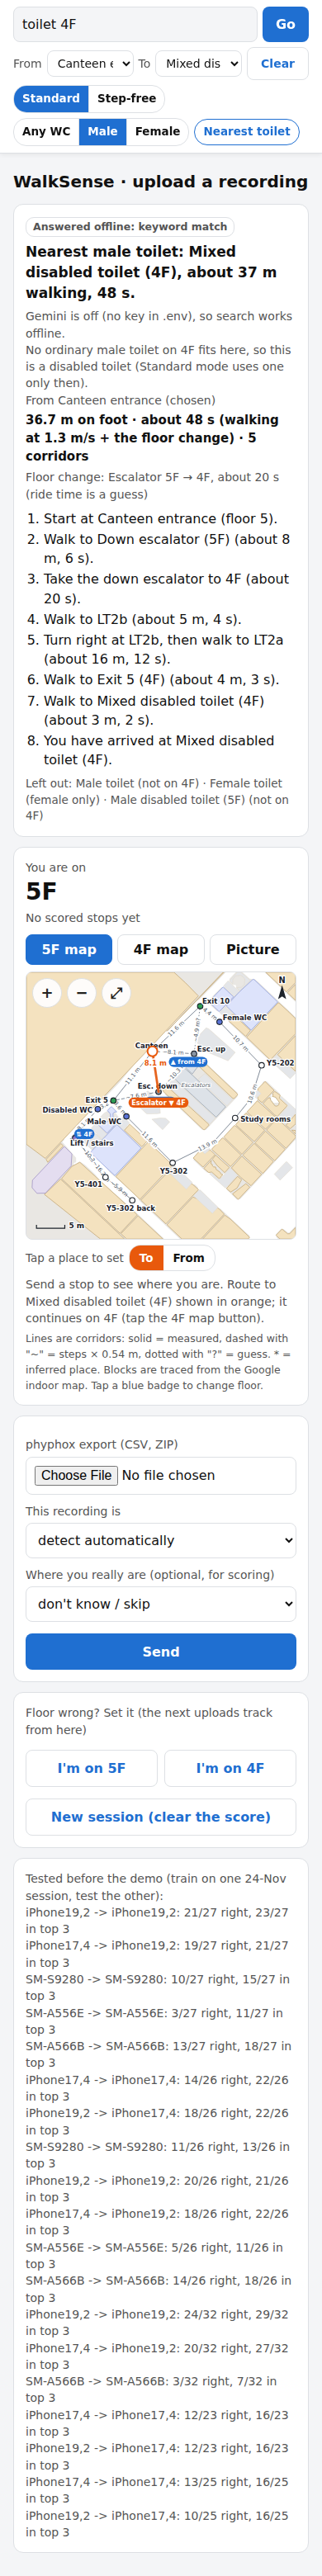 toilet 4F
Go
From
Canteen e
To
Mixed dis
Clear
Standard
Step-free
Any WC
Male
Female
Nearest toilet
WalkSense · upload a recording
Answered offline: keyword match
Nearest male toilet: Mixed
disabled toilet (4F), about 37 m
walking, 48 s.
Gemini is off (no key in .env), so search works
offline.
No ordinary male toilet on 4F fits here, so this
is a disabled toilet (Standard mode uses one
only then).
From Canteen entrance (chosen)
36.7 m on foot · about 48 s (walking
at 1.3 m/s + the floor change) · 5
corridors
Floor change: Escalator 5F → 4F, about 20 s
(ride time is a guess)
1. Start at Canteen entrance (floor 5).
2. Walk to Down escalator (5F) (about 8
m, 6 s).
3. Take the down escalator to 4F (about
20 s).
4. Walk to LT2b (about 5 m, 4 s).
5. Turn right at LT2b, then walk to LT2a
(about 16 m, 12 s).
6. Walk to Exit 5 (4F) (about 4 m, 3 s).
7. Walk to Mixed disabled toilet (4F)
(about 3 m, 2 s).
8. You have arrived at Mixed disabled
toilet (4F).
Left out: Male toilet (not on 4F) · Female toilet
(female only) · Male disabled toilet (5F) (not on
4F)
You are on
5F
No scored stops yet
5F map
4F map
Picture
+
−
N
Exit 10
Female WC
11.6 m
10.7 m
Esc. up
8.1 m
▲ from 4F
Y5-202
11.1 m
Escalators
Esc. down
Exit 5
Escalator ▼ 4F
13.6 m
Disabled WC
Male WC
Study rooms
⇅ 4F
Lift / stairs
11.6 m
13.9 m
Y5-302
Y5-401
5.9 m
Y5-302 back
5 m
Tap a place to set
To
From
Send a stop to see where you are. Route to
Mixed disabled toilet (4F) shown in orange; it
continues on 4F (tap the 4F map button).
Lines are corridors: solid = measured, dashed with
"~" = steps × 0.54 m, dotted with "?" = guess. * =
inferred place. Blocks are traced from the Google
indoor map. Tap a blue badge to change floor.
phyphox export (CSV, ZIP)
Choose File No file chosen
This recording is
detect automatically
Where you really are (optional, for scoring)
don't know / skip
Send
Floor wrong? Set it (the next uploads track
from here)
I'm on 5F
I'm on 4F
New session (clear the score)
Tested before the demo (train on one 24-Nov
session, test the other):
iPhone19,2 -> iPhone19,2: 21/27 right, 23/27
in top 3
iPhone17,4 -> iPhone17,4: 19/27 right, 21/27
in top 3
SM-S9280 -> SM-S9280: 10/27 right, 15/27 in
top 3
SM-A556E -> SM-A556E: 3/27 right, 11/27 in
top 3
SM-A566B -> SM-A566B: 13/27 right, 18/27 in
top 3
iPhone17,4 -> iPhone17,4: 14/26 right, 22/26
in top 3
iPhone19,2 -> iPhone19,2: 18/26 right, 22/26
in top 3
SM-S9280 -> SM-S9280: 11/26 right, 13/26 in
top 3
iPhone19,2 -> iPhone19,2: 20/26 right, 21/26
in top 3
iPhone17,4 -> iPhone17,4: 18/26 right, 22/26
in top 3
SM-A556E -> SM-A556E: 5/26 right, 11/26 in
top 3
SM-A566B -> SM-A566B: 14/26 right, 18/26 in
top 3
iPhone19,2 -> iPhone19,2: 24/32 right, 29/32
in top 3
iPhone17,4 -> iPhone17,4: 20/32 right, 27/32
in top 3
SM-A566B -> SM-A566B: 3/32 right, 7/32 in
top 3
iPhone17,4 -> iPhone17,4: 12/23 right, 16/23
in top 3
iPhone19,2 -> iPhone19,2: 12/23 right, 16/23
in top 3
iPhone17,4 -> iPhone17,4: 13/25 right, 16/25
in top 3
iPhone19,2 -> iPhone19,2: 10/25 right, 16/25
in top 3